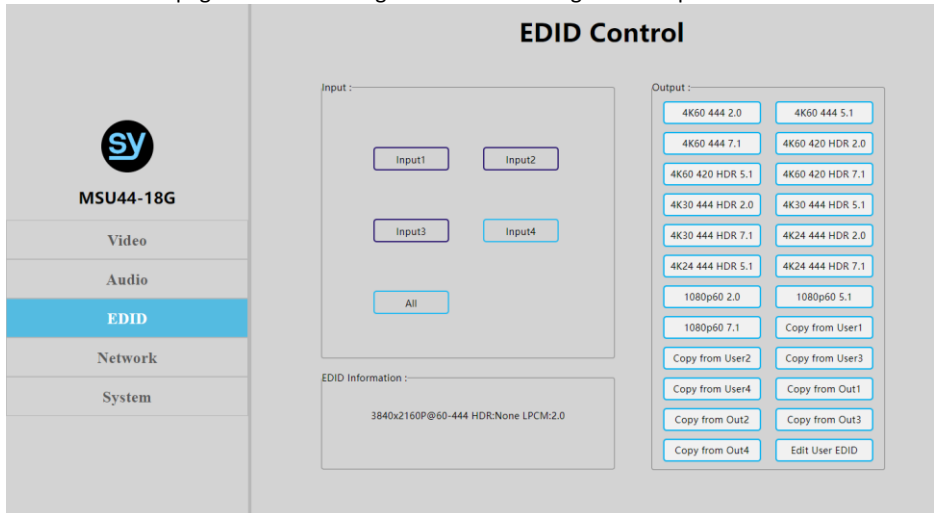 EDID Control
sy
MSU44-18G
Video
Audio
EDID
Network
System
Input :
Input1 Input2
Input3 Input4
All
EDID Information :
3840x2160P@60-444 HDR:None LPCM:2.0
Output :
4K60 444 2.0 4K60 444 5.1
4K60 444 7.1 4K60 420 HDR 2.0
4K60 420 HDR 5.1 4K60 420 HDR 7.1
4K30 444 HDR 2.0 4K30 444 HDR 5.1
4K30 444 HDR 7.1 4K24 444 HDR 2.0
4K24 444 HDR 5.1 4K24 444 HDR 7.1
1080p60 2.0 1080p60 5.1
1080p60 7.1 Copy from User1
Copy from User2 Copy from User3
Copy from User4 Copy from Out1
Copy from Out2 Copy from Out3
Copy from Out4 Edit User EDID